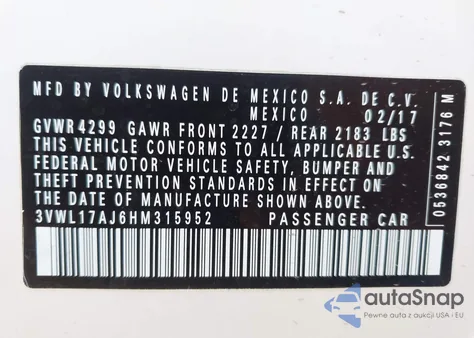 MFD BY VOLKSWAGEN DE MEXICO S.A. DE C.V.
MEXICO 02/17
GVWR4299 GAWR FRONT 2227 / REAR 2183 LBS
THIS VEHICLE CONFORMS TO ALL APPLICABLE U.S.
FEDERAL MOTOR VEHICLE SAFETY, BUMPER AND
THEFT PREVENTION STANDARDS IN EFFECT ON
THE DATE OF MANUFACTURE SHOWN ABOVE.
3VWL17AJ6HM315952 PASSENGER CAR
0536842 3176 M
autoSnap
Pewne auta z aukcji USA i EU